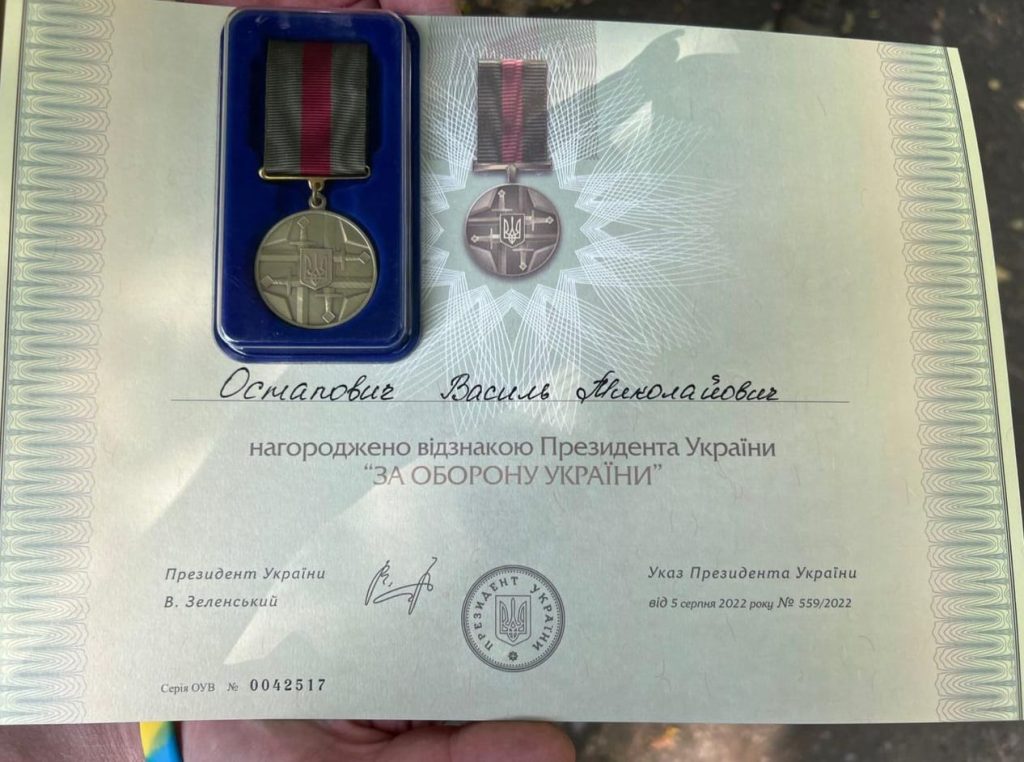 Остапович Василь Миколайович
нагороджено відзнакою Президента України
“ЗА ОБОРОНУ УКРАЇНИ”
Президент України
В. Зеленський
ПРЕЗИДЕНТ УКРАЇНИ
Указ Президента України
від 5 серпня 2022 року № 559/2022
Серія ОУВ № 0042517